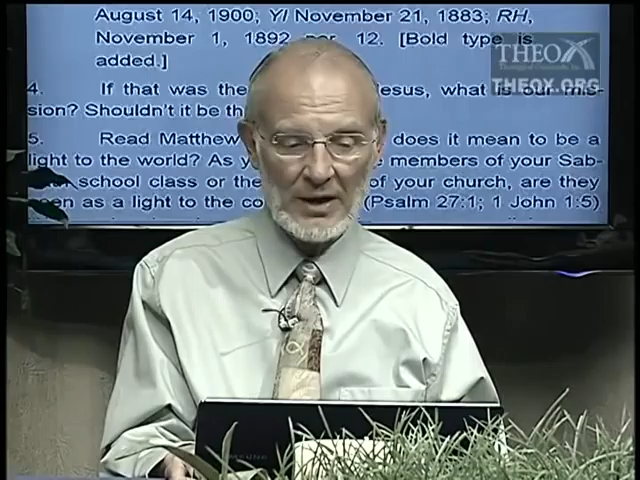 August 14, 1900; YI November 21, 1883; RH,
November 1, 1892 par. 12. [Bold type is
added.]
THEOX
THEOX.ORG
4. If that was the esus, what is our mis-
sion? Shouldn't it be th
5. Read Matthew does it mean to be a
light to the world? As y members of your Sab-
school class or the of your church, are they
as a light to the co (Psalm 27:1; 1 John 1:5)